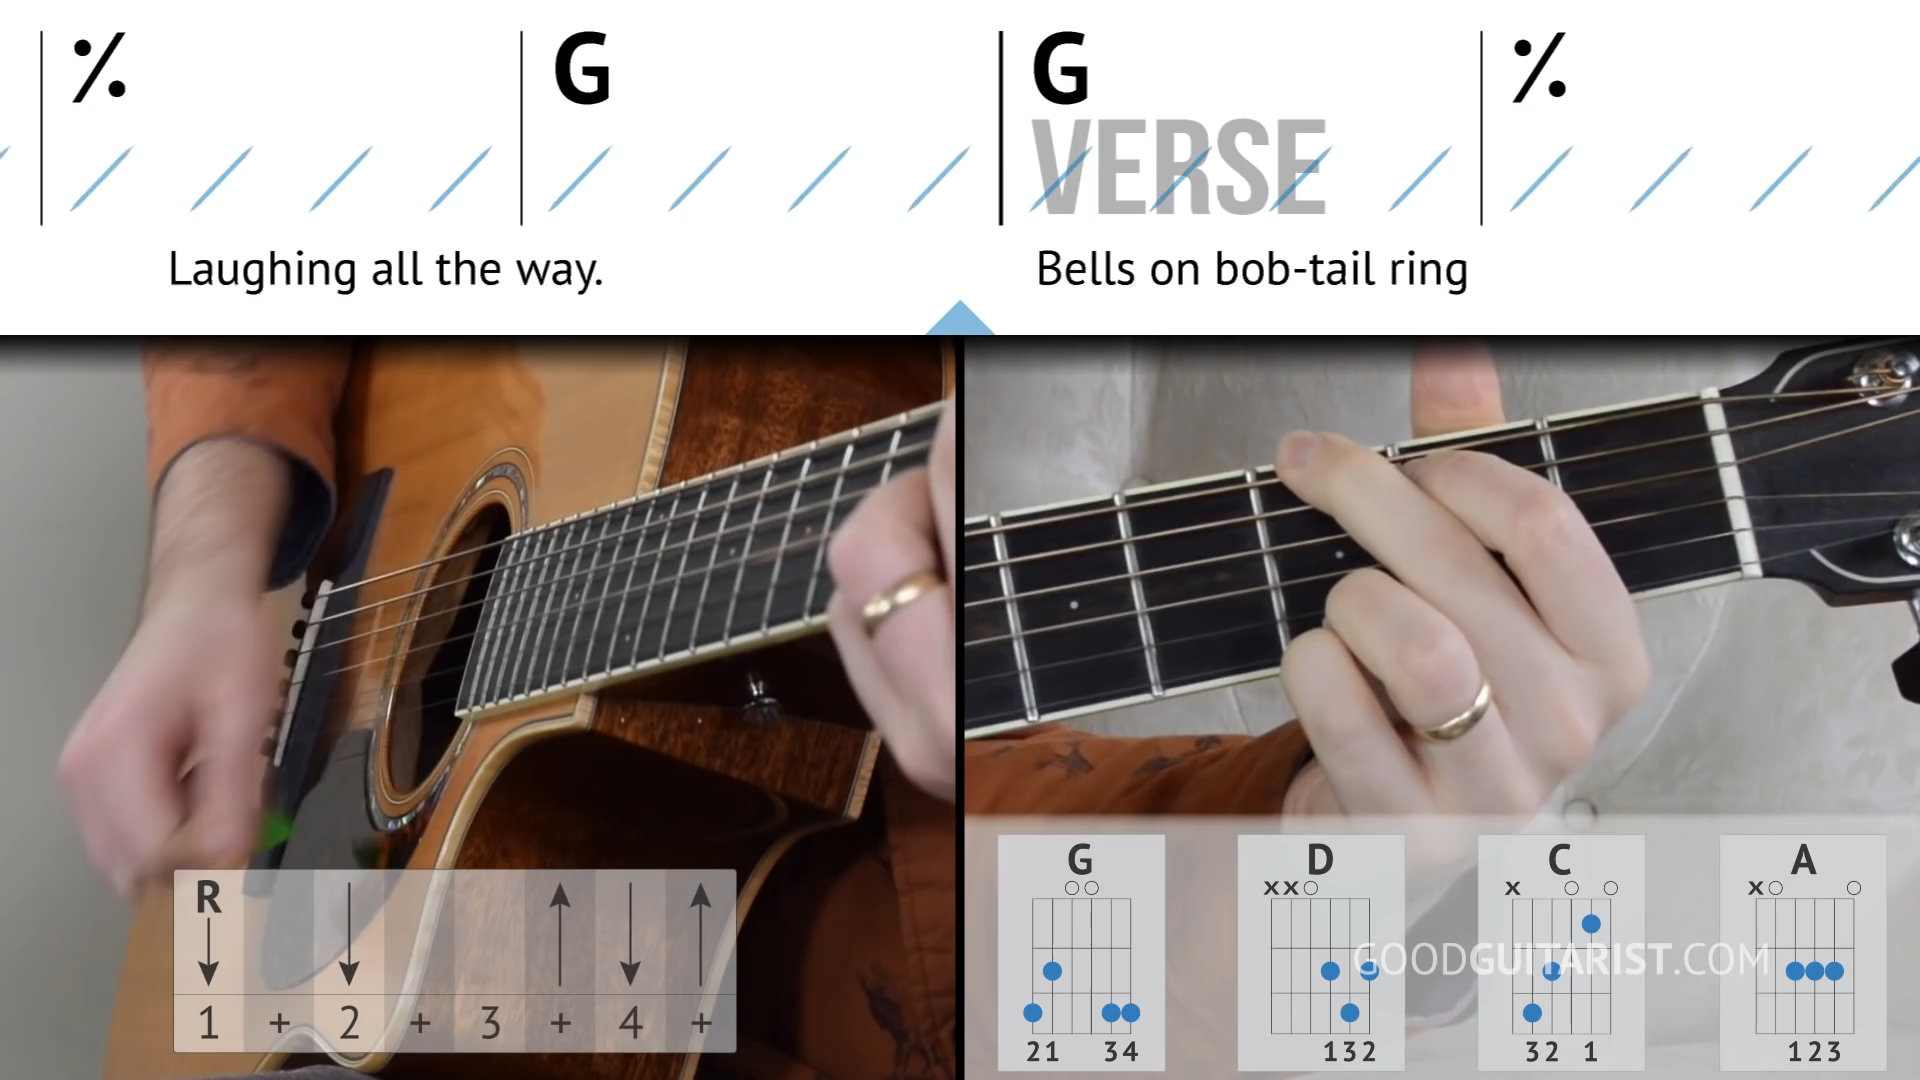 ٪ G G ٪
VERSE
Laughing all the way. Bells on bob-tail ring
R
1 + 2 + 3 + 4 +
G D C A
x x x x x
21 34 132 32 1 123
GOODGUITARIST.COM